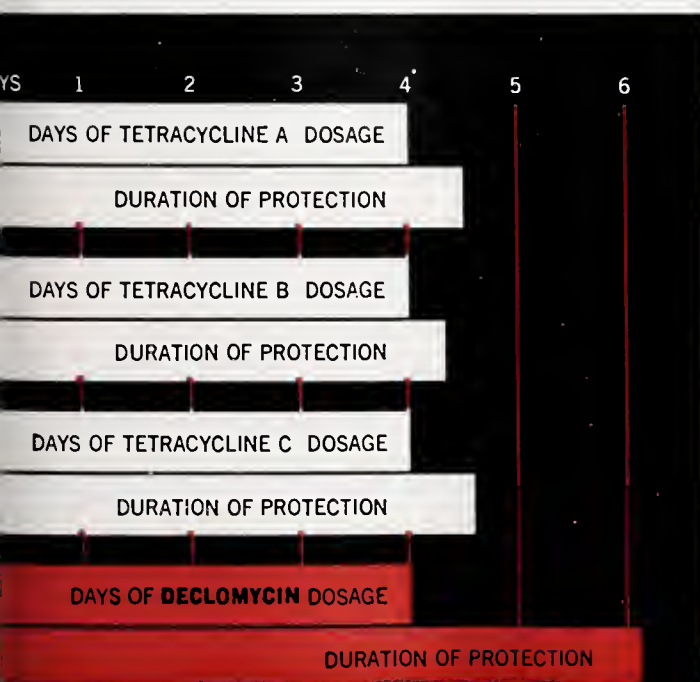 YS 1 2 3 4 5 6
DAYS OF TETRACYCLINE A DOSAGE
DURATION OF PROTECTION
DAYS OF TETRACYCLINE B DOSAGE
DURATION OF PROTECTION
DAYS OF TETRACYCLINE C DOSAGE
DURATION OF PROTECTION
DAYS OF DECLOMYCIN DOSAGE
DURATION OF PROTECTION